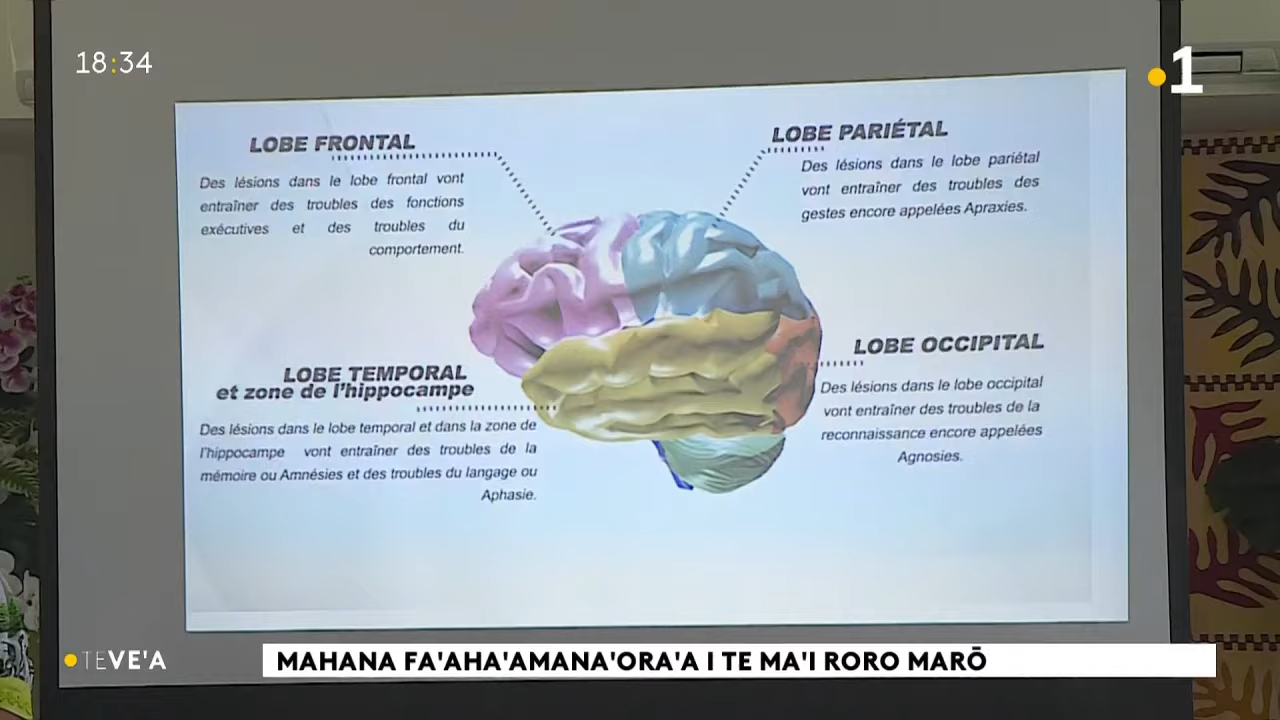 18:34
1
LOBE FRONTAL
Des lésions dans le lobe frontal vont
entraîner des troubles des fonctions
exécutives et des troubles du
comportement.
LOBE PARIÉTAL
Des lésions dans le lobe pariétal
vont entraîner des troubles des
gestes encore appelées Apraxies.
LOBE TEMPORAL
et zone de l'hippocampe
Des lésions dans le lobe temporal et dans la zone de
l'hippocampe vont entraîner des troubles de la
mémoire ou Amnésies et des troubles du langage ou
Aphasie.
LOBE OCCIPITAL
Des lésions dans le lobe occipital
vont entraîner des troubles de la
reconnaissance encore appelées
Agnosies.
TEVE'A
MAHANA FA'AHA'AMANA'ORA'A I TE MA'I RORO MARŌ